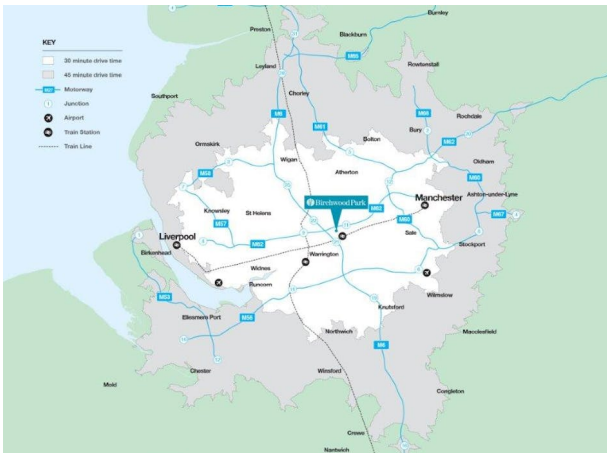 KEY
30 minute drive time
45 minute drive time
Motorway
Junction
Airport
Train Station
Train Line
Burnley
Preston
Blackburn
M65
Leyland
Rawtenstall
Chorley
Southport
M6
M66
Rochdale
M61
Bolton
Bury
M62
Ormskirk
Wigan
Oldham
M58
Atherton
M60
Ashton-under-Lyne
Birchwood Park
Manchester
Knowsley
St Helens
M62
M67
M57
M60
Liverpool
M62
Sale
Stockport
Birkenhead
Warrington
Widnes
Runcorn
Wilmslow
M53
Knutsford
Ellesmere Port
M56
Northwich
Macclesfield
M6
Chester
Winsford
Mold
Congleton
Crewe
Nantwich